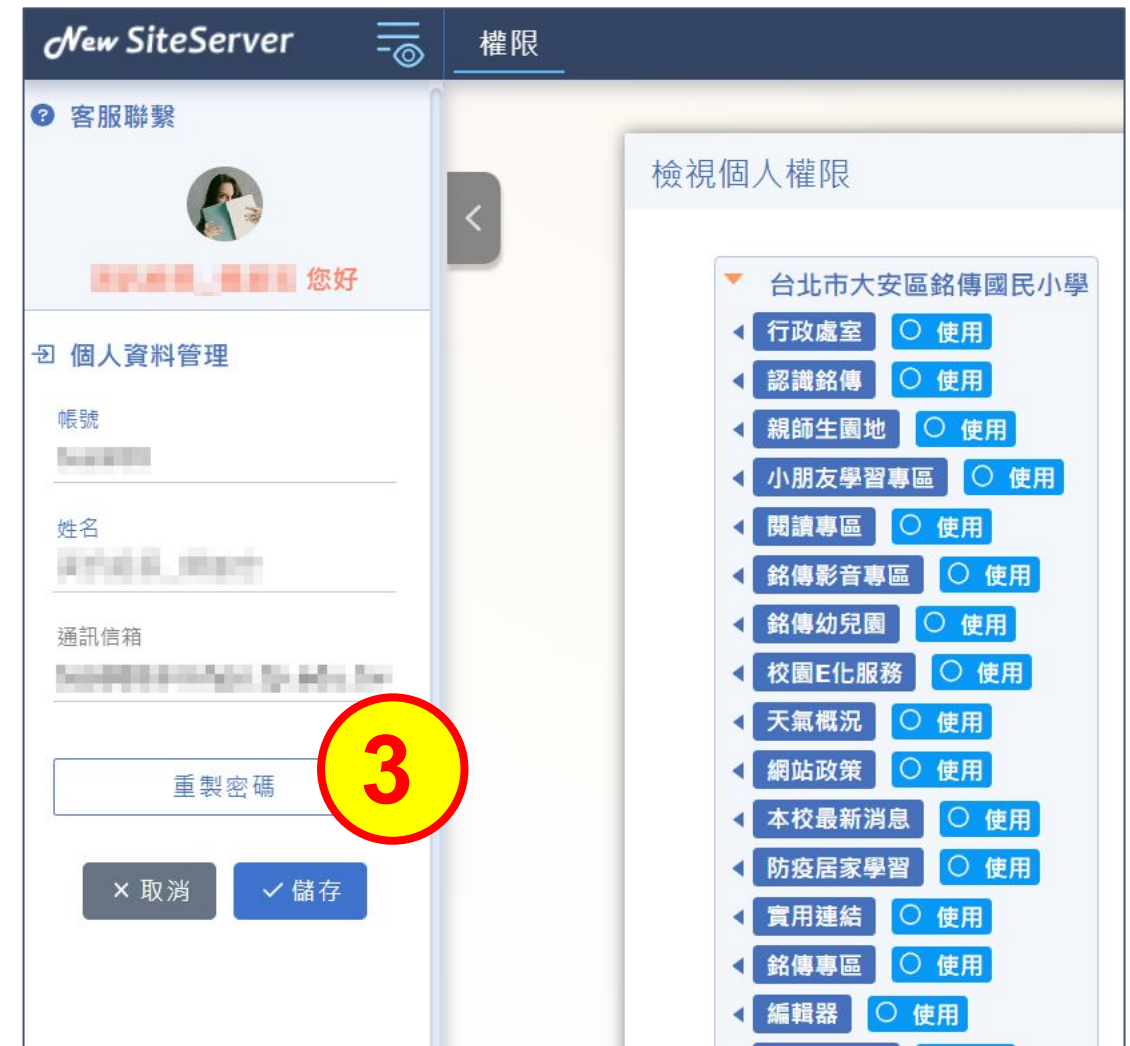 New SiteServer
權限
客服聯繫
您好
個人資料管理
帳號
姓名
通訊信箱
重製密碼
3
取消
儲存
檢視個人權限
台北市大安區銘傳國民小學
行政處室 使用
認識銘傳 使用
親師生園地 使用
小朋友學習專區 使用
閱讀專區 使用
銘傳影音專區 使用
銘傳幼兒園 使用
校園E化服務 使用
天氣概況 使用
網站政策 使用
本校最新消息 使用
防疫居家學習 使用
實用連結 使用
銘傳專區 使用
編輯器 使用